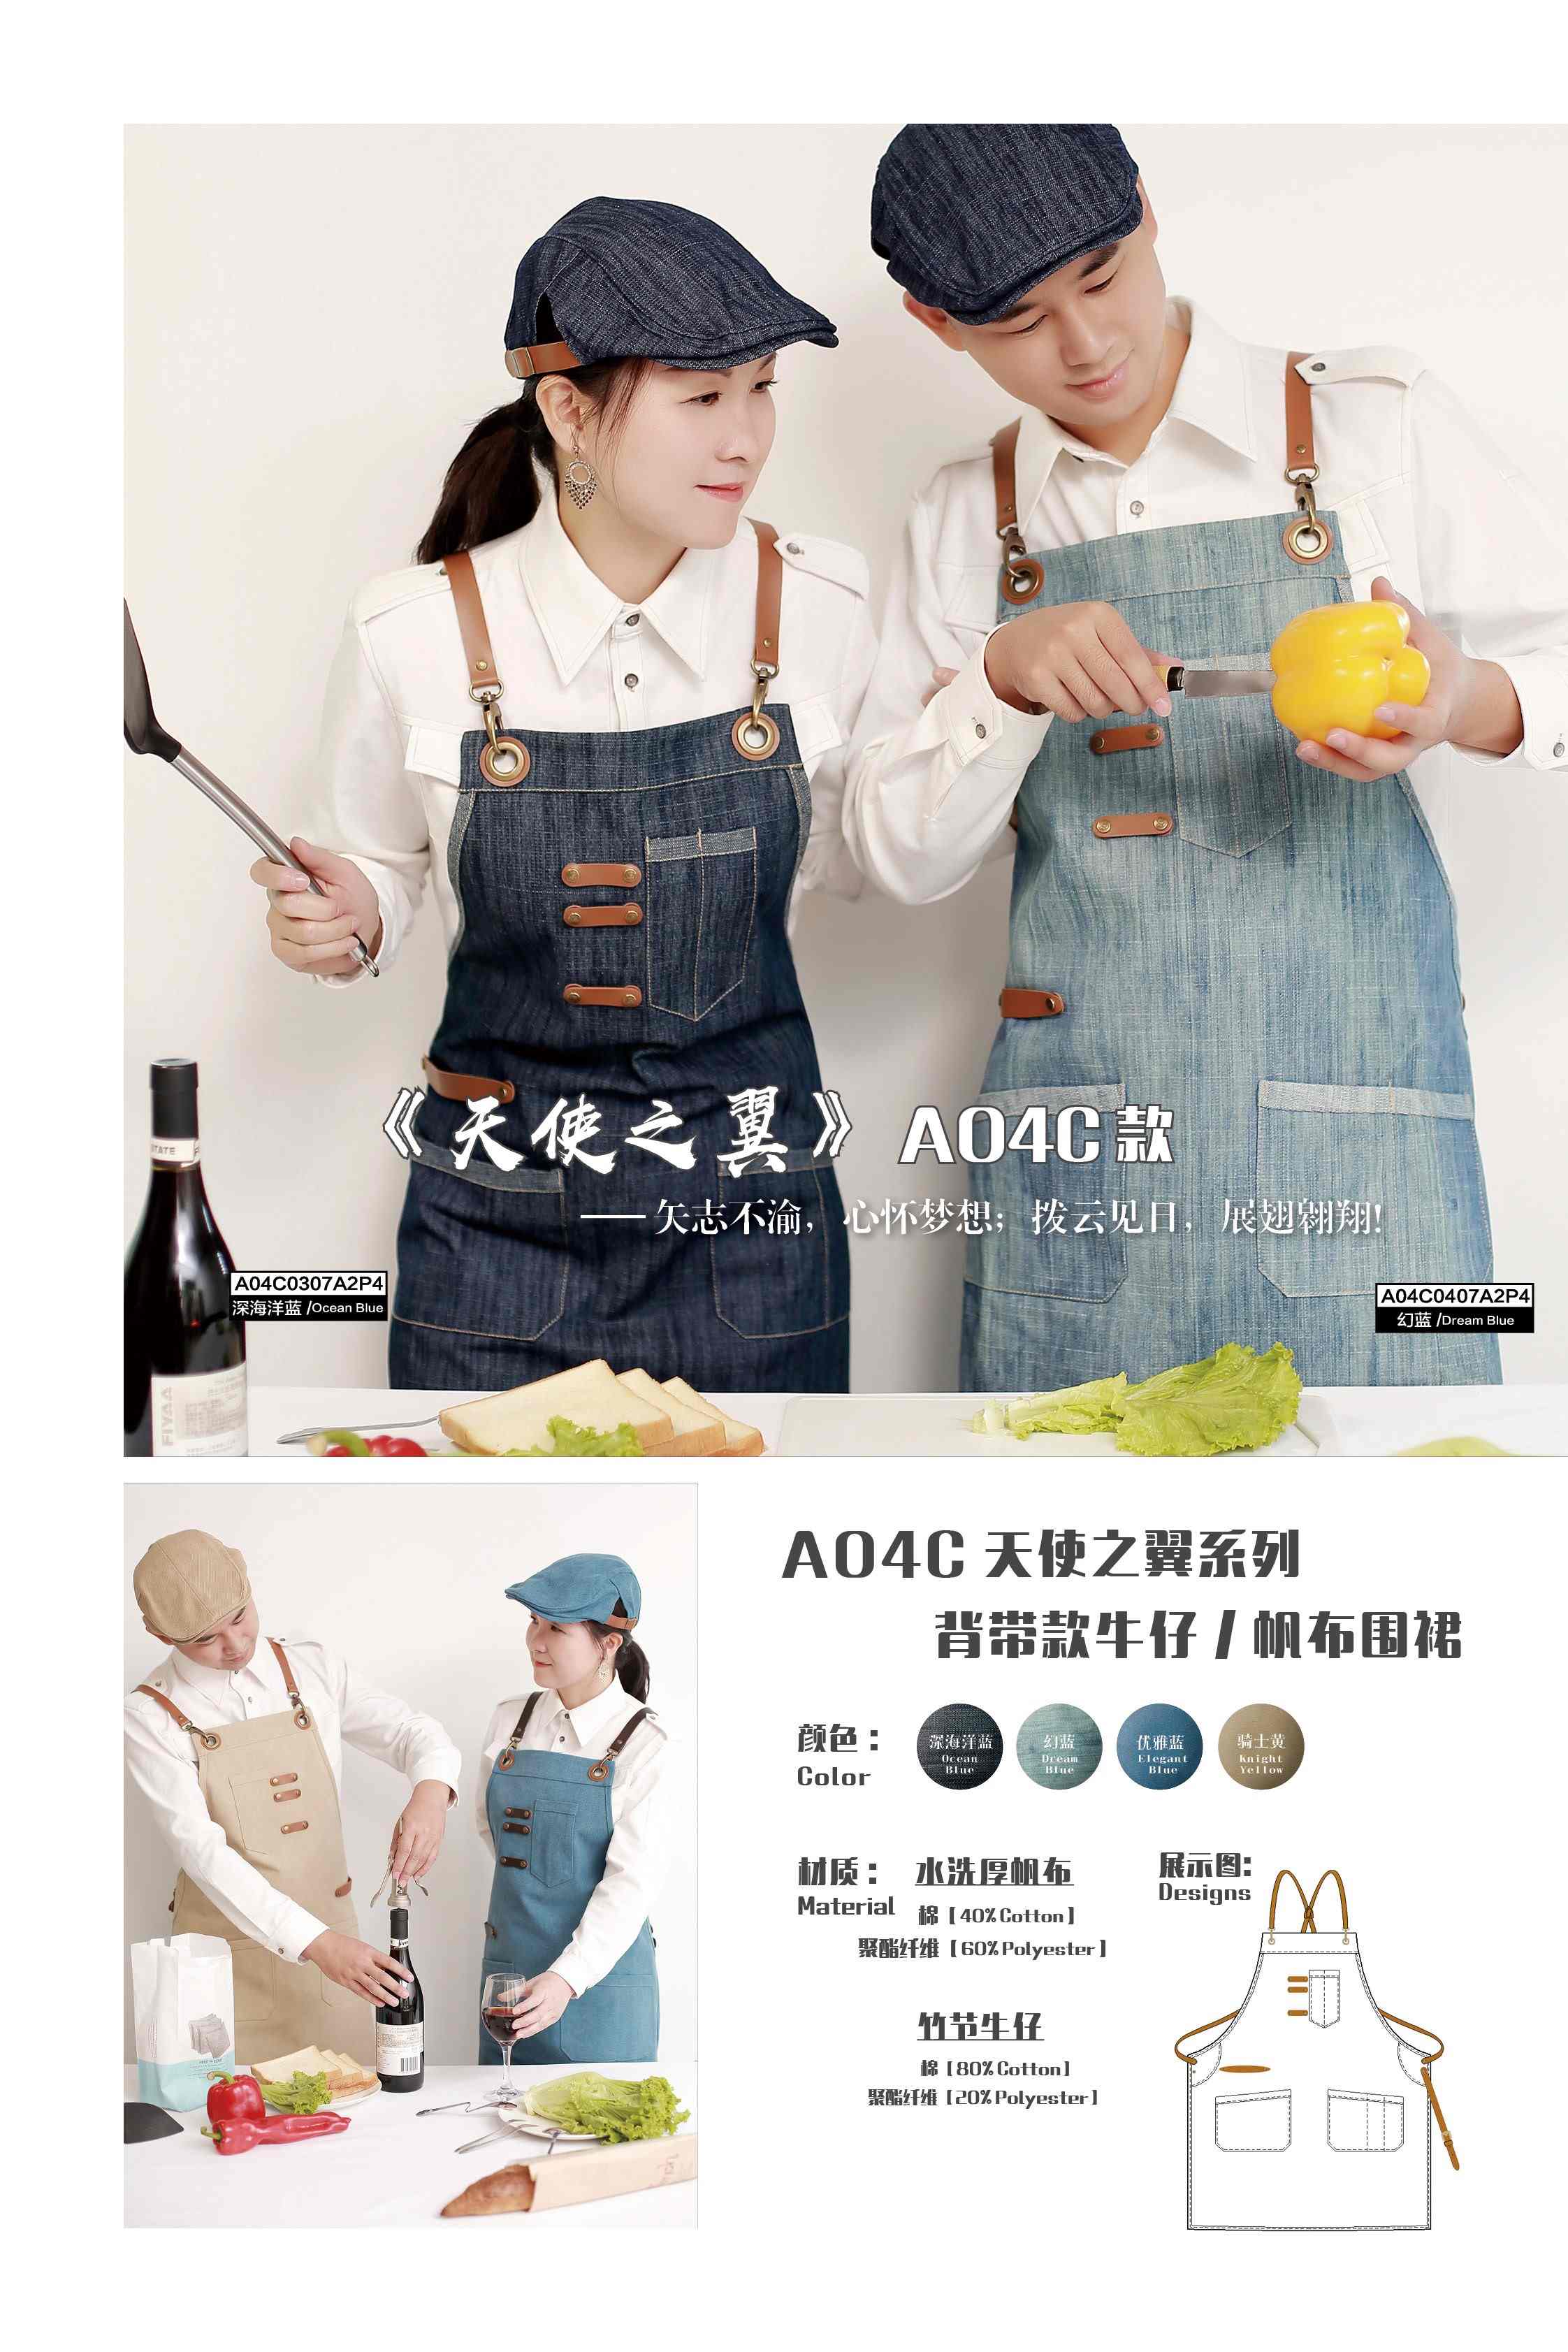 TATE
《天使之翼》 A04C 款
—— 矢志不渝，心怀梦想；拨云见日，展翅翱翔！
A04C0307A2P4
深海洋蓝 /Ocean Blue
A04C0407A2P4
幻蓝 /Dream Blue
FIVAA
A04C 天使之翼系列
背带款牛仔 / 帆布围裙
颜色：
Color
深海洋蓝
Ocean
Blue
幻蓝
Dream
Blue
优雅蓝
Elegant
Blue
骑士黄
Knight
Yellow
材质： 水洗厚帆布
Material
棉 [ 40% Cotton ]
聚酯纤维 [ 60% Polyester ]
竹节牛仔
棉 [ 80% Cotton ]
聚酯纤维 [ 20% Polyester ]
展示图:
Designs